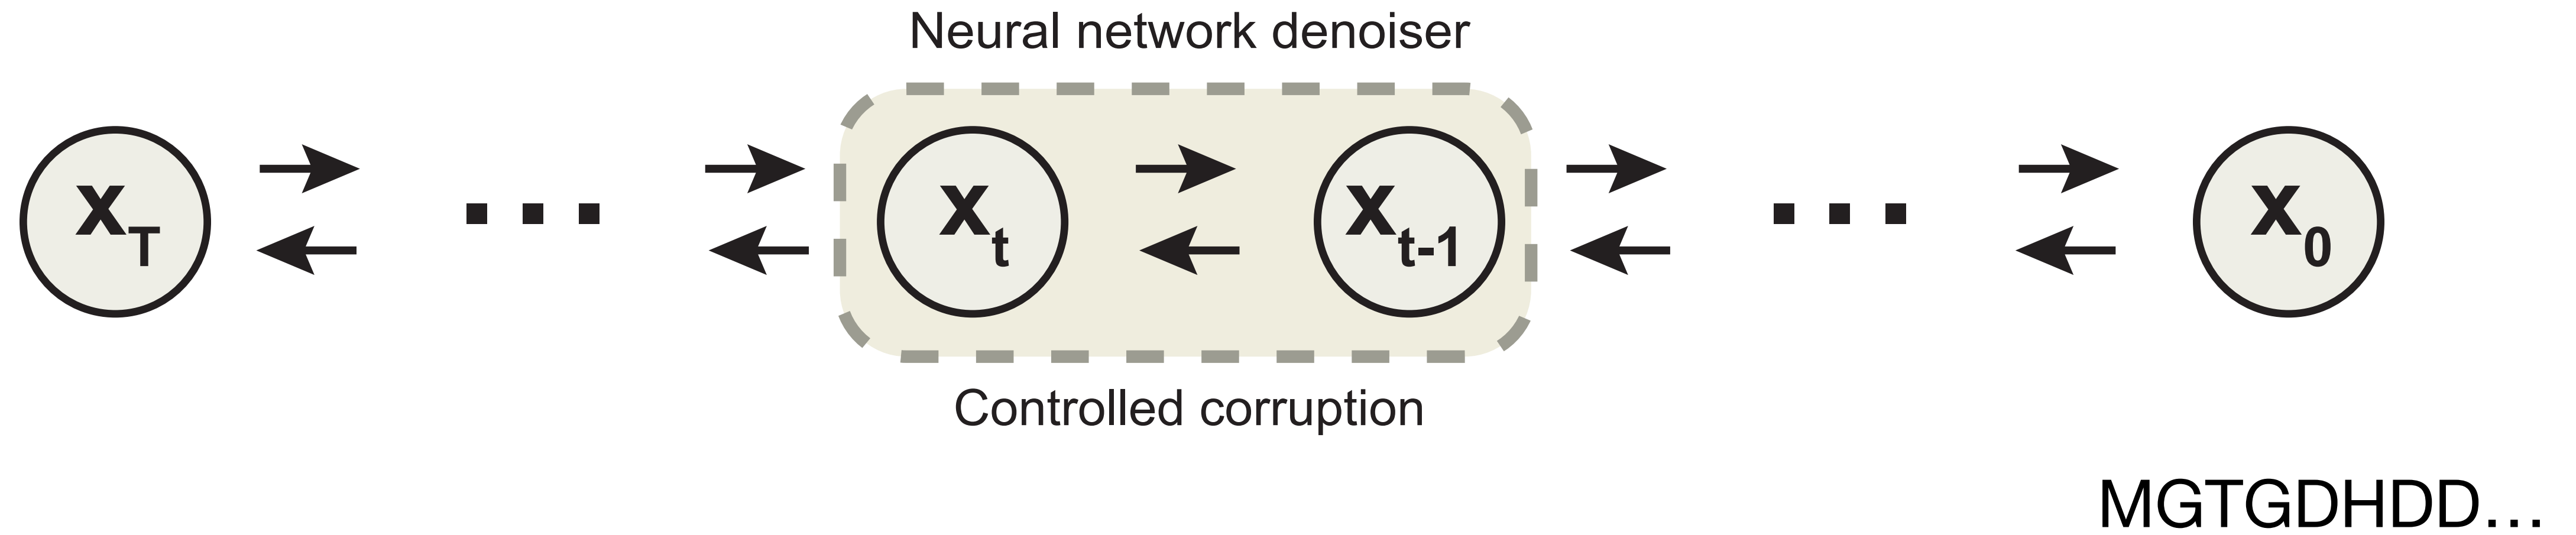 Neural network denoiser
x_T ... x_t x_t-1 ... x_0
Controlled corruption
MGTGDHDD...